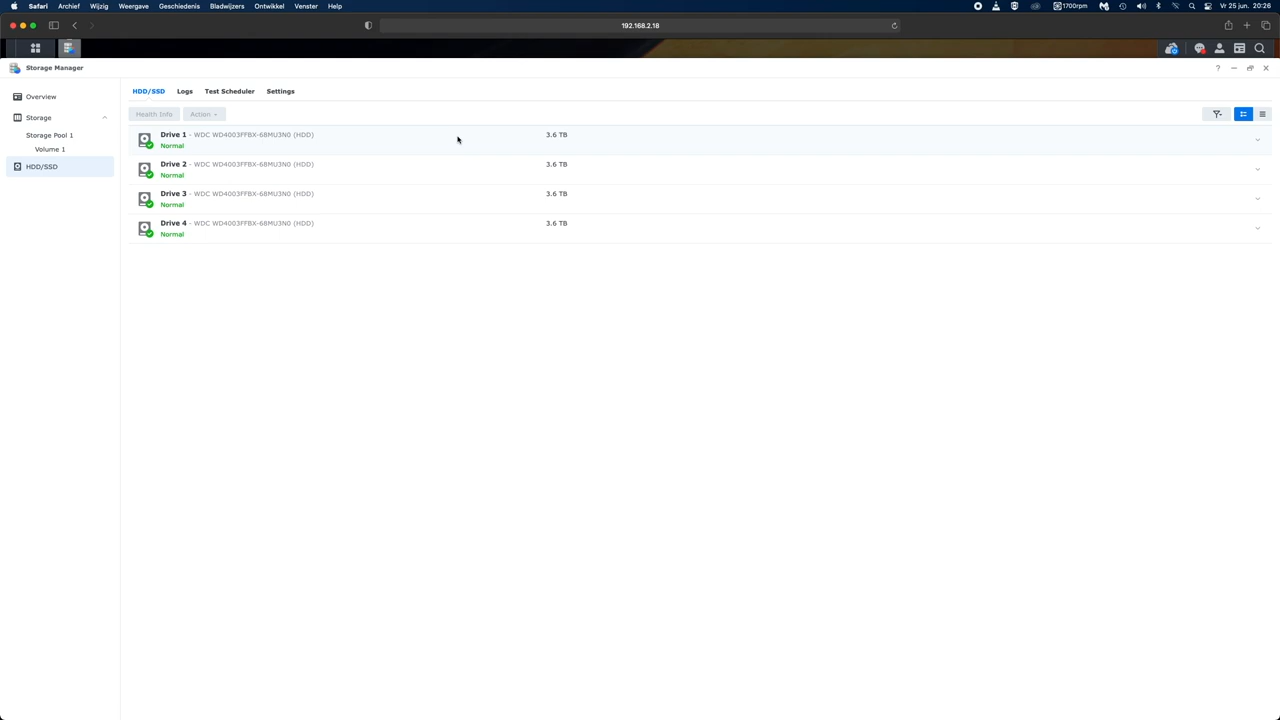 Safari Archief Wijzig Weergave Geschiedenis Bladwijzers Ontwikkel Venster Help 1700rpm Vr 25 jun. 20:26
192.168.2.18
Storage Manager
?
Overview
Storage
Storage Pool 1
Volume 1
HDD/SSD
HDD/SSD Logs Test Scheduler Settings
Health Info Action
Drive 1 - WDC WD4003FFBX-68MU3N0 (HDD) 3.6 TB
Normal
Drive 2 - WDC WD4003FFBX-68MU3N0 (HDD) 3.6 TB
Normal
Drive 3 - WDC WD4003FFBX-68MU3N0 (HDD) 3.6 TB
Normal
Drive 4 - WDC WD4003FFBX-68MU3N0 (HDD) 3.6 TB
Normal